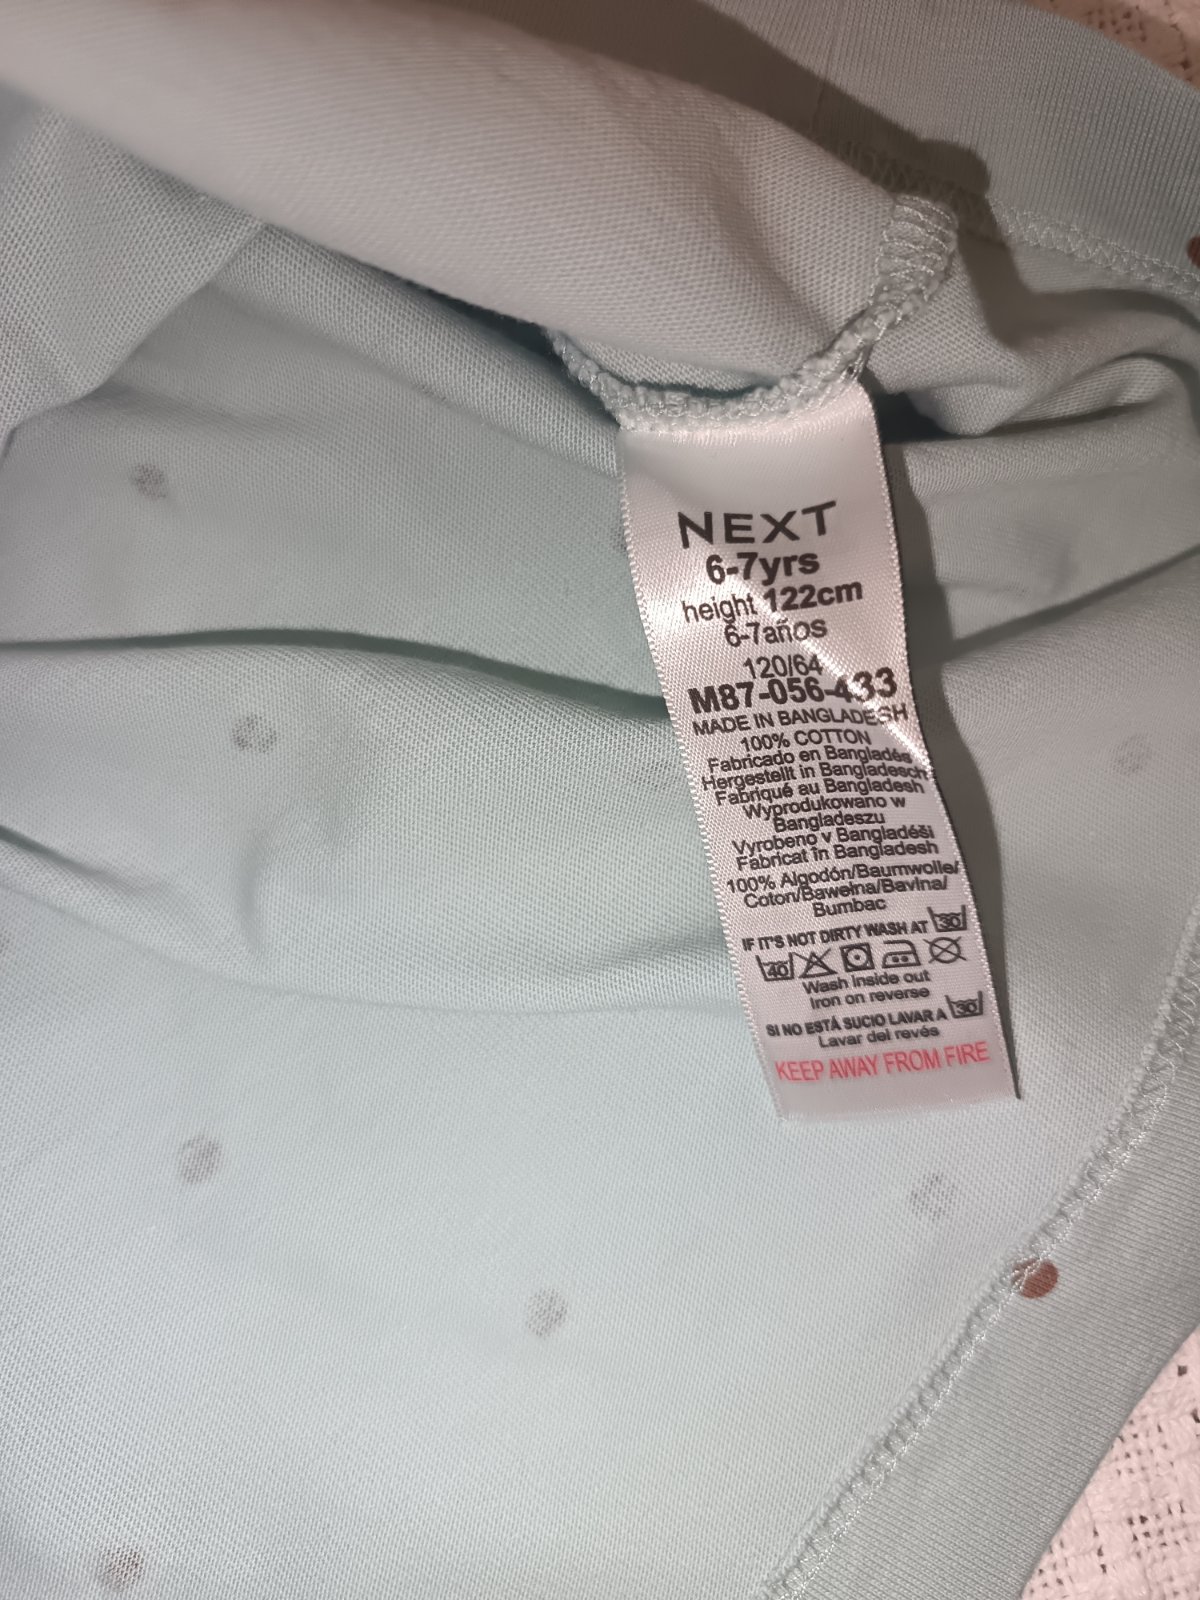 NEXT
6-7yrs
height 122cm
6-7años
120/64
M87-056-433
MADE IN BANGLADESH
100% COTTON
Fabricado en Bangladés
Hergestellt in Bangladesch
Fabriqué au Bangladesh
Wyprodukowano w
Bangladeszu
Vyrobeno v Bangladéši
Fabricat în Bangladesh
100% Algodón/Baumwolle/
Coton/Bawełna/Bavlna/
Bumbac
IF IT'S NOT DIRTY WASH AT 30
40
Wash inside out
Iron on reverse
SI NO ESTÁ SUCIO LAVAR A 30
Lavar del revés
KEEP AWAY FROM FIRE